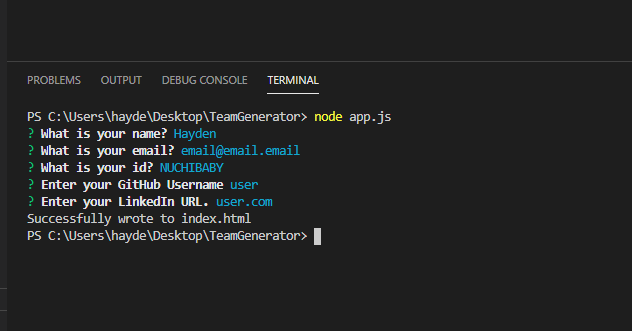 PROBLEMS OUTPUT DEBUG CONSOLE TERMINAL
PS C:\Users\hayde\Desktop\TeamGenerator> node app.js
? What is your name? Hayden
? What is your email? email@email.email
? What is your id? NUCHIBABY
? Enter your GitHub Username user
? Enter your LinkedIn URL. user.com
Successfully wrote to index.html
PS C:\Users\hayde\Desktop\TeamGenerator>